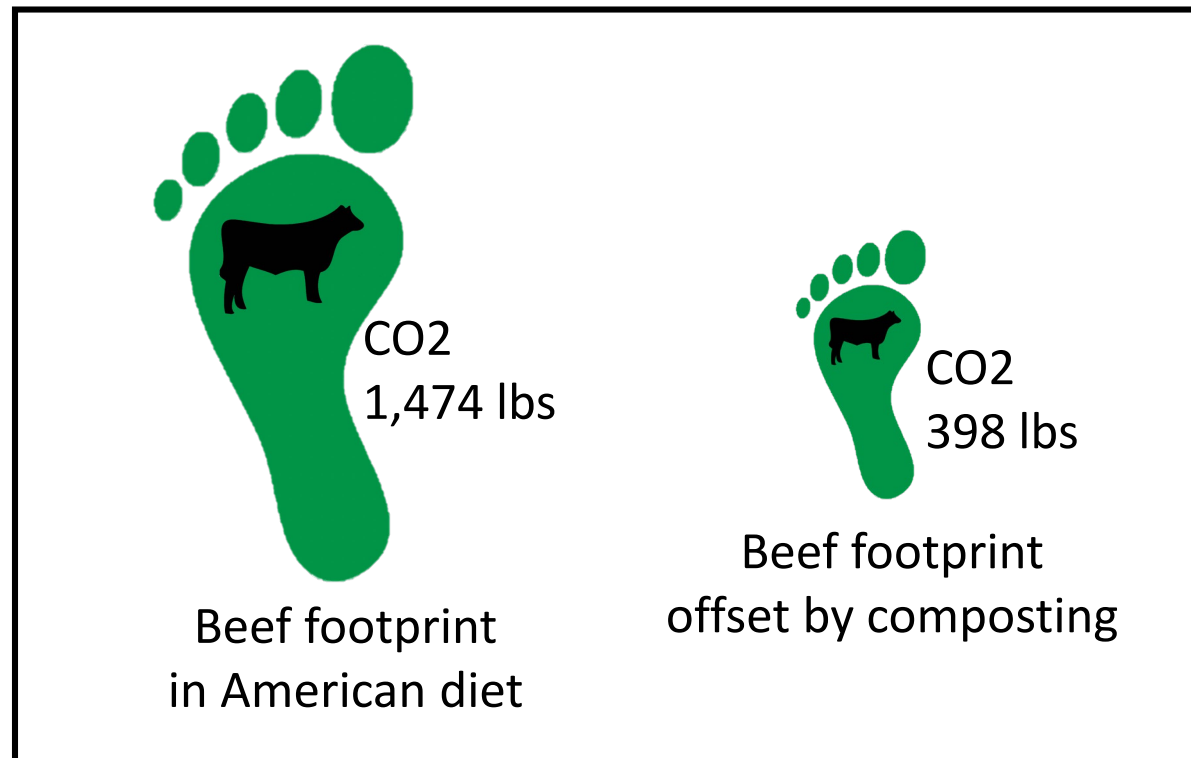 CO2
1,474 lbs
Beef footprint
in American diet
CO2
398 lbs
Beef footprint
offset by composting